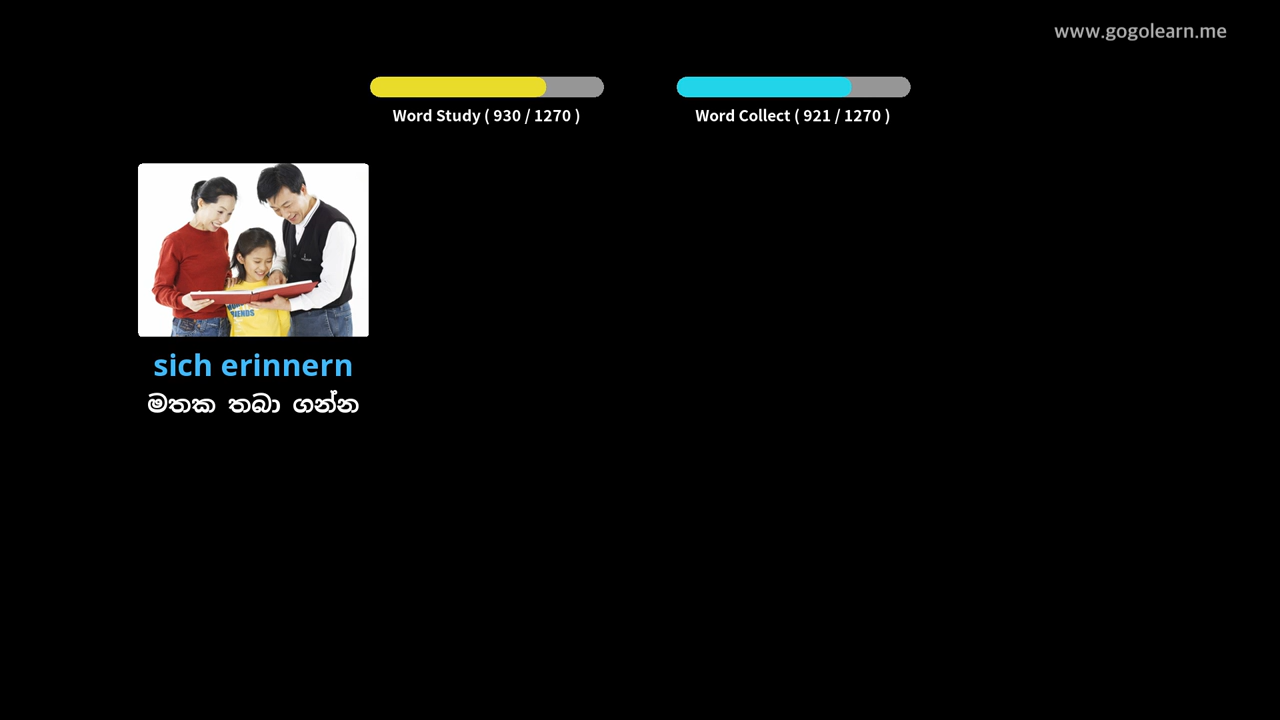 www.gogolearn.me
Word Study ( 930 / 1270 )
Word Collect ( 921 / 1270 )
sich erinnern
මතක තබා ගන්න